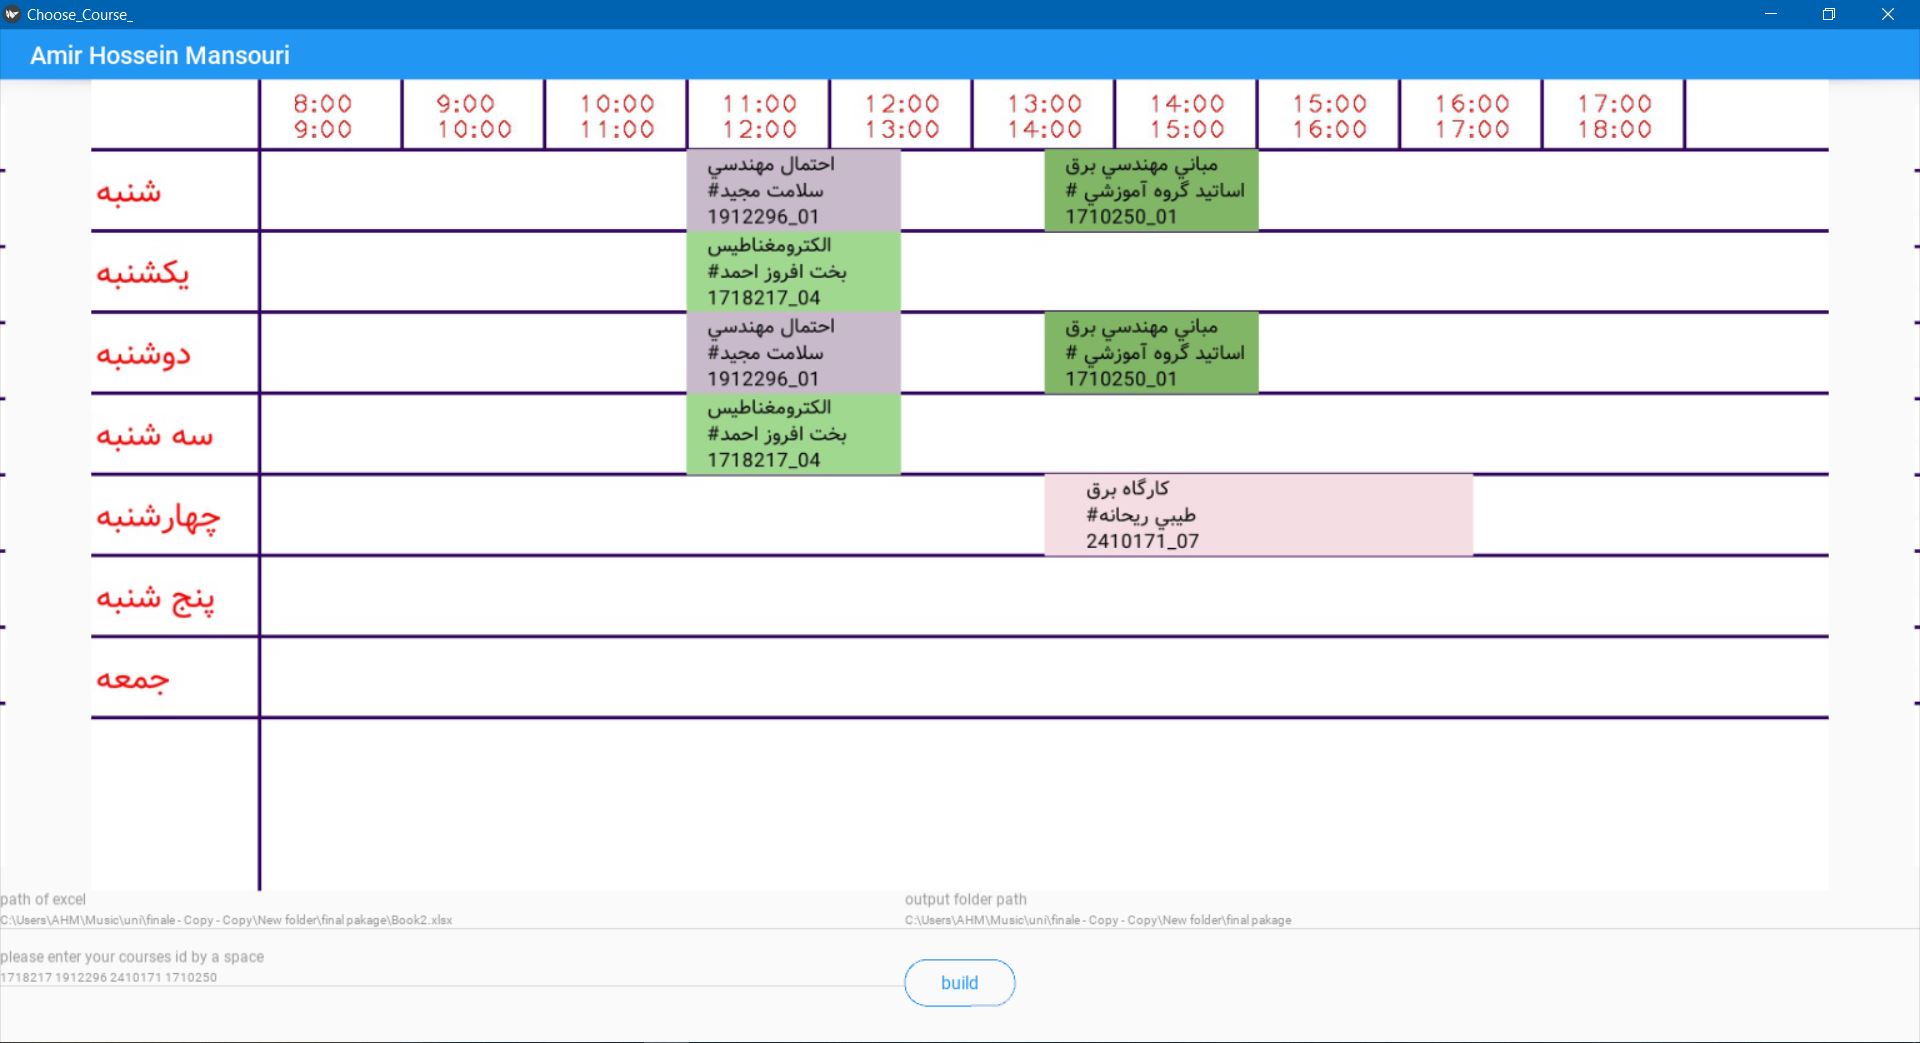 Choose_Course_
Amir Hossein Mansouri
8:00 9:00 10:00 11:00 12:00 13:00 14:00 15:00 16:00 17:00
9:00 10:00 11:00 12:00 13:00 14:00 15:00 16:00 17:00 18:00
شنبه
احتمال مهندسي
سلامت مجيد#
1912296_01
مباني مهندسي برق
اساتيد گروه آموزشي #
1710250_01
یکشنبه
الكترومغناطيس
بخت افروز احمد#
1718217_04
دوشنبه
احتمال مهندسي
سلامت مجيد#
1912296_01
مباني مهندسي برق
اساتيد گروه آموزشي #
1710250_01
سه شنبه
الكترومغناطيس
بخت افروز احمد#
1718217_04
چهارشنبه
کارگاه برق
طيبي ريحانه#
2410171_07
پنج شنبه
جمعه
path of excel
C:\Users\AHM\Music\uni\finale - Copy - Copy\New folder\final pakage\Book2.xlsx
output folder path
C:\Users\AHM\Music\uni\finale - Copy - Copy\New folder\final pakage
please enter your courses id by a space
1718217 1912296 2410171 1710250
build